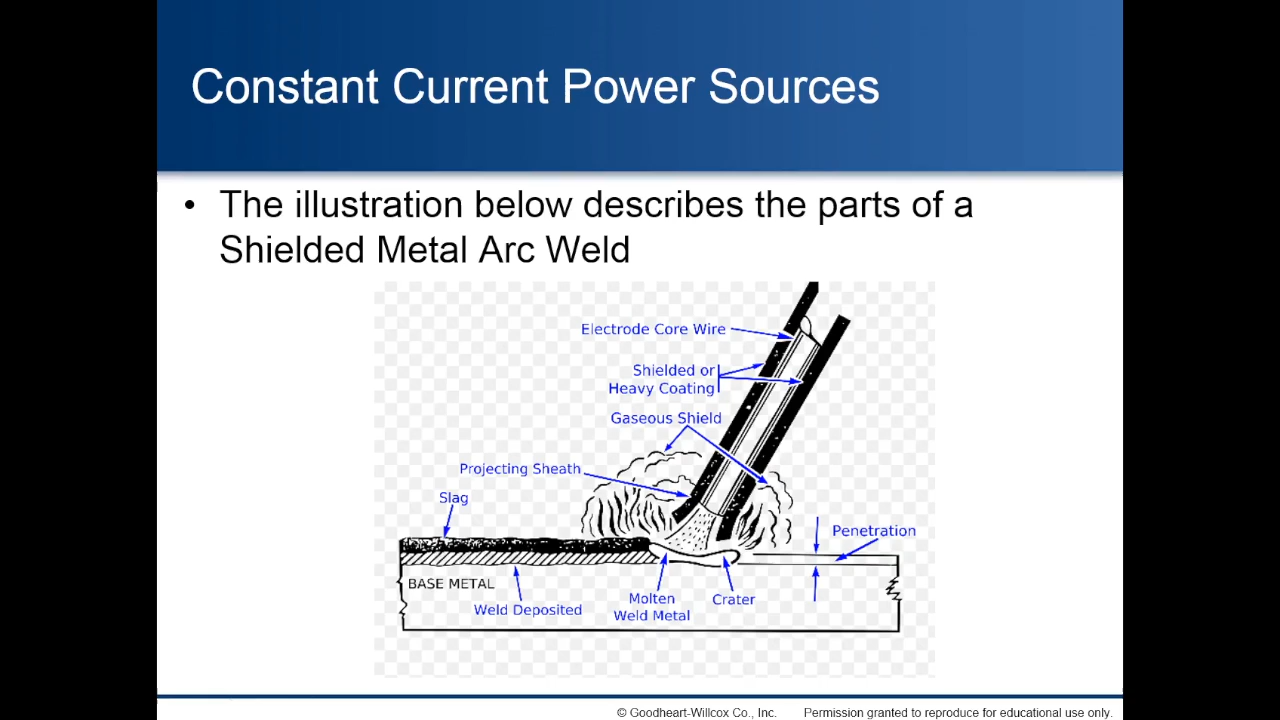 Constant Current Power Sources
• The illustration below describes the parts of a
Shielded Metal Arc Weld
Electrode Core Wire
Shielded or
Heavy Coating
Gaseous Shield
Projecting Sheath
Slag
Penetration
BASE METAL
Weld Deposited
Molten
Weld Metal
Crater
© Goodheart-Willcox Co., Inc. Permission granted to reproduce for educational use only.